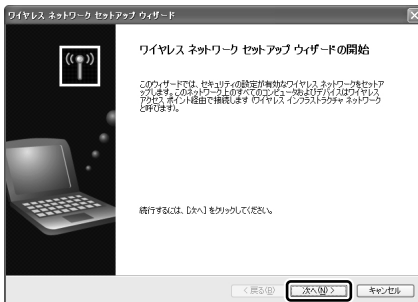 ワイヤレス ネットワーク セットアップ ウィザード
ワイヤレス ネットワーク セットアップ ウィザードの開始
このウィザードでは、セキュリティの設定が有効なワイヤレス ネットワークをセットア
ップします。このネットワーク上のすべてのコンピュータおよびデバイスはワイヤレス
アクセス ポイント経由で接続します (ワイヤレス インフラストラクチャ ネットワーク
と呼びます)。
続行するには、[次へ] をクリックしてください。
< 戻る(B)
次へ(N) >
キャンセル